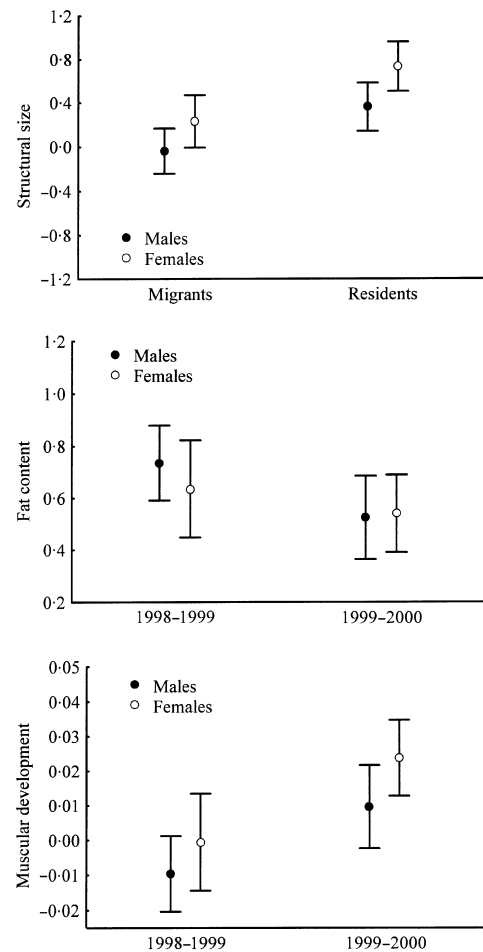 1·2
0·8
0·4
0·0
−0·4
−0·8
−1·2
Structural size
Males
Females
Migrants Residents
1·2
1·0
0·8
0·6
0·4
0·2
Fat content
Males
Females
1998–1999 1999–2000
0·05
0·04
0·03
0·02
0·01
0·00
−0·01
−0·02
Muscular development
Males
Females
1998–1999 1999–2000